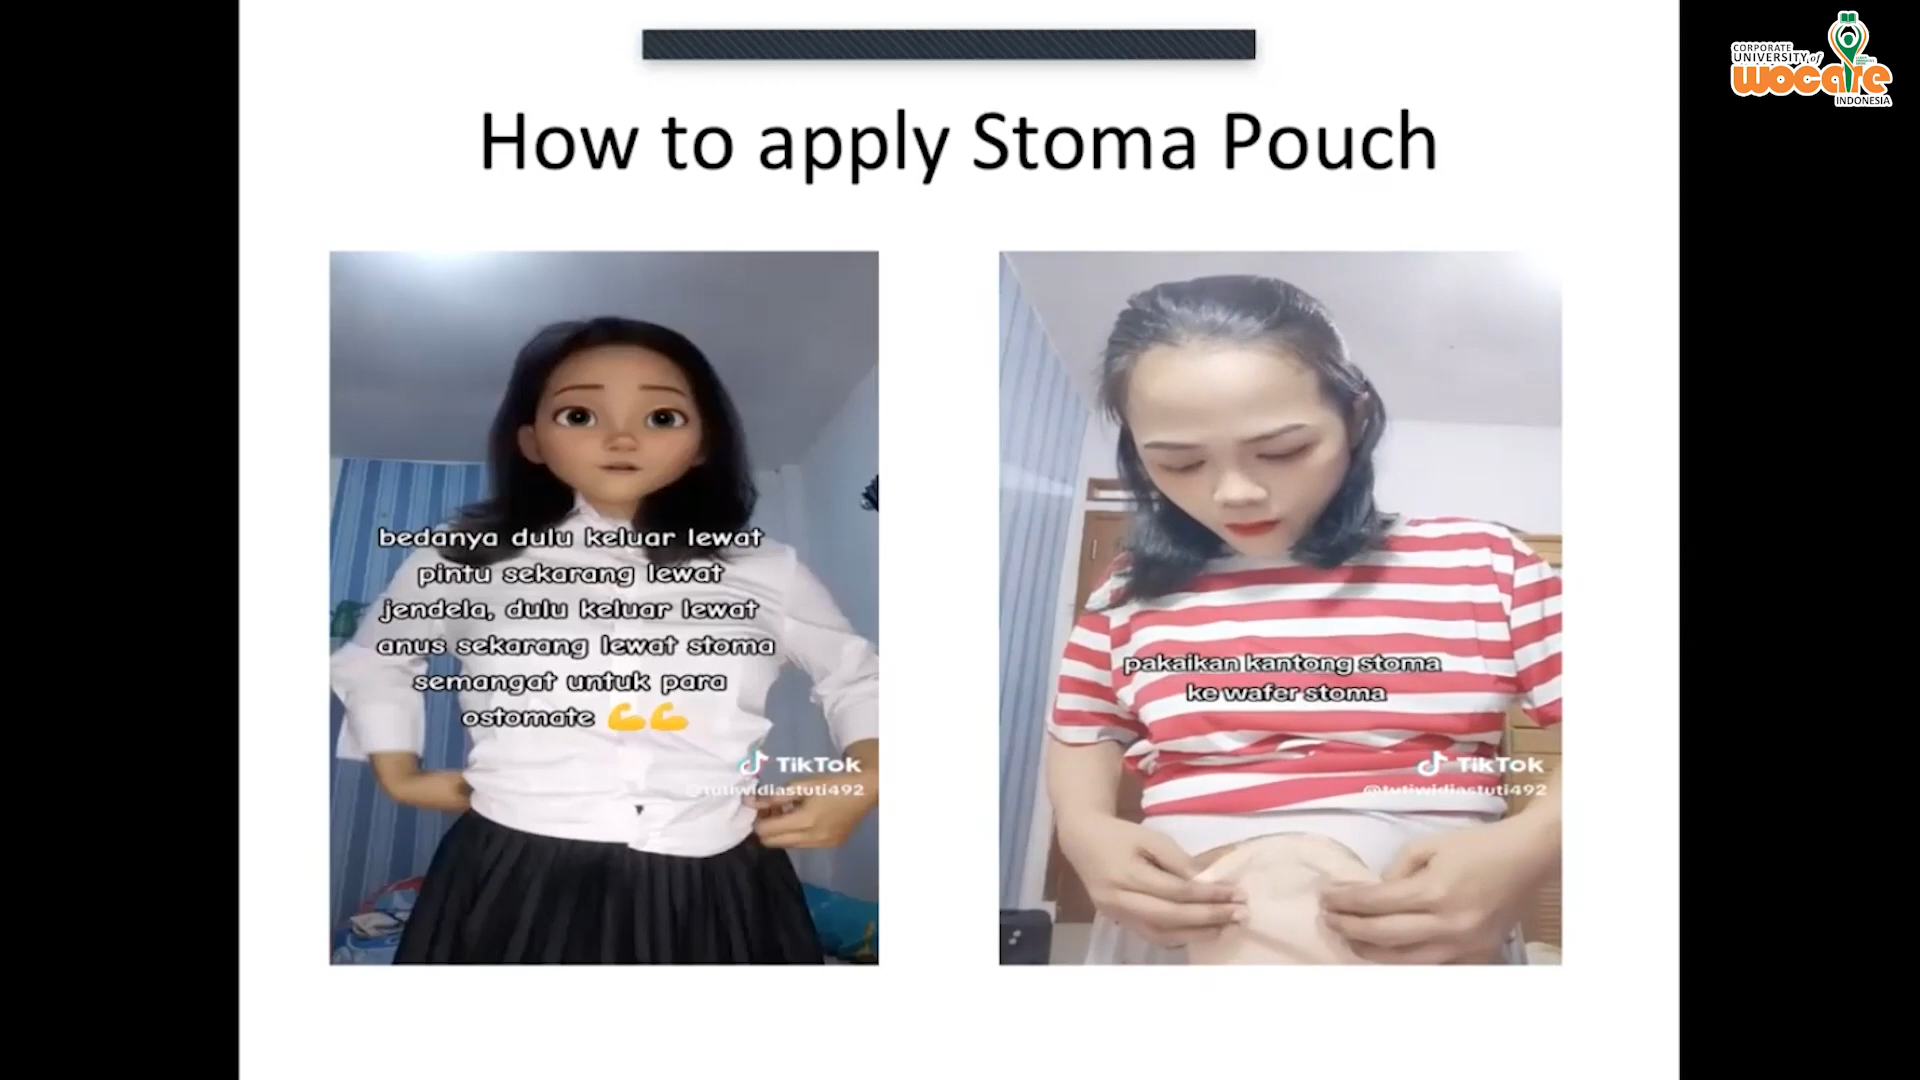 CORPORATE
UNIVERSITY of
wocare
INDONESIA
How to apply Stoma Pouch
bedanya dulu keluar lewat
pintu sekarang lewat
jendela, dulu keluar lewat
anus sekarang lewat stoma
semangat untuk para
ostomate 💪💪
TikTok
@tutiwidiastuti492
pakaikan kantong stoma
ke wafer stoma
TikTok
@tutiwidiastuti492